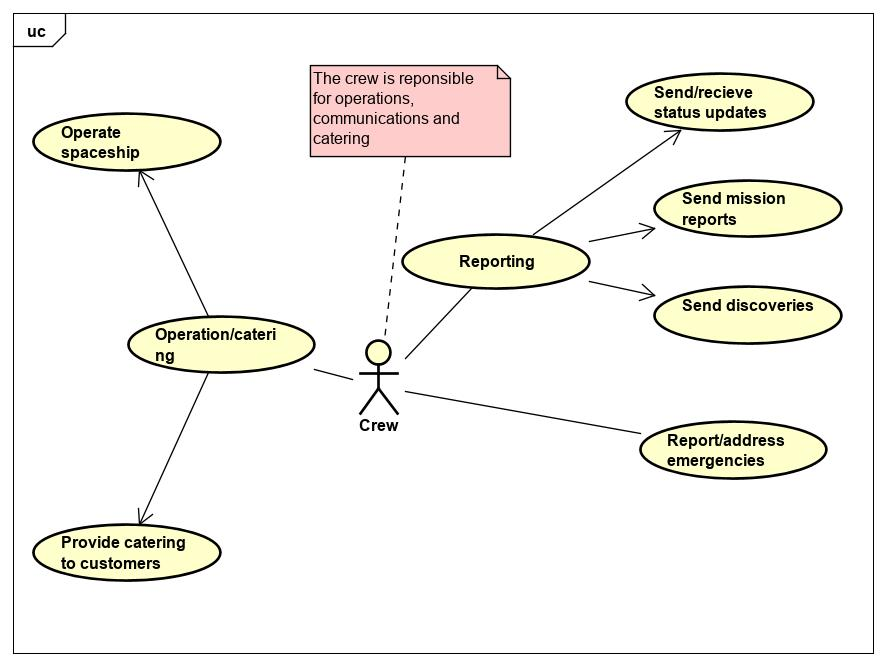 uc
The crew is reponsible
for operations,
communications and
catering
Send/recieve
status updates
Operate
spaceship
Send mission
reports
Reporting
Send discoveries
Operation/cateri
ng
Crew
Report/address
emergencies
Provide catering
to customers